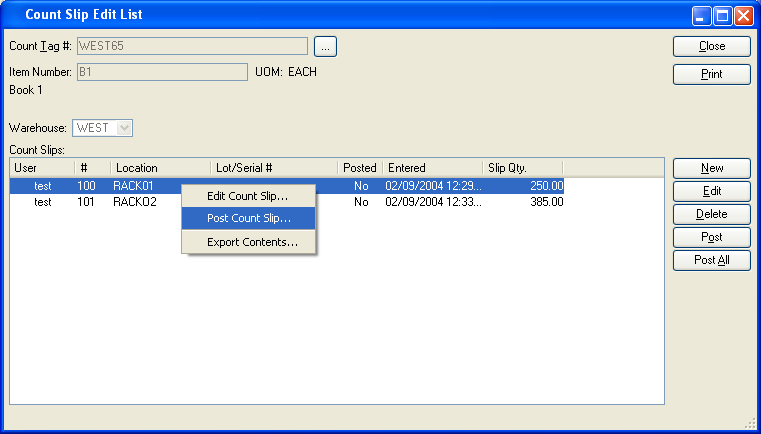 Count Slip Edit List
Count Tag #: WEST65 ... Close
Item Number: B1 UOM: EACH Print
Book 1
Warehouse: WEST
Count Slips:
User # Location Lot/Serial # Posted Entered Slip Qty. New
test 100 RACK01 No 02/09/2004 12:29... 250.00 Edit
test 101 RACK02 No 02/09/2004 12:33... 385.00 Delete
Edit Count Slip...
Post Count Slip... Post
Export Contents... Post All